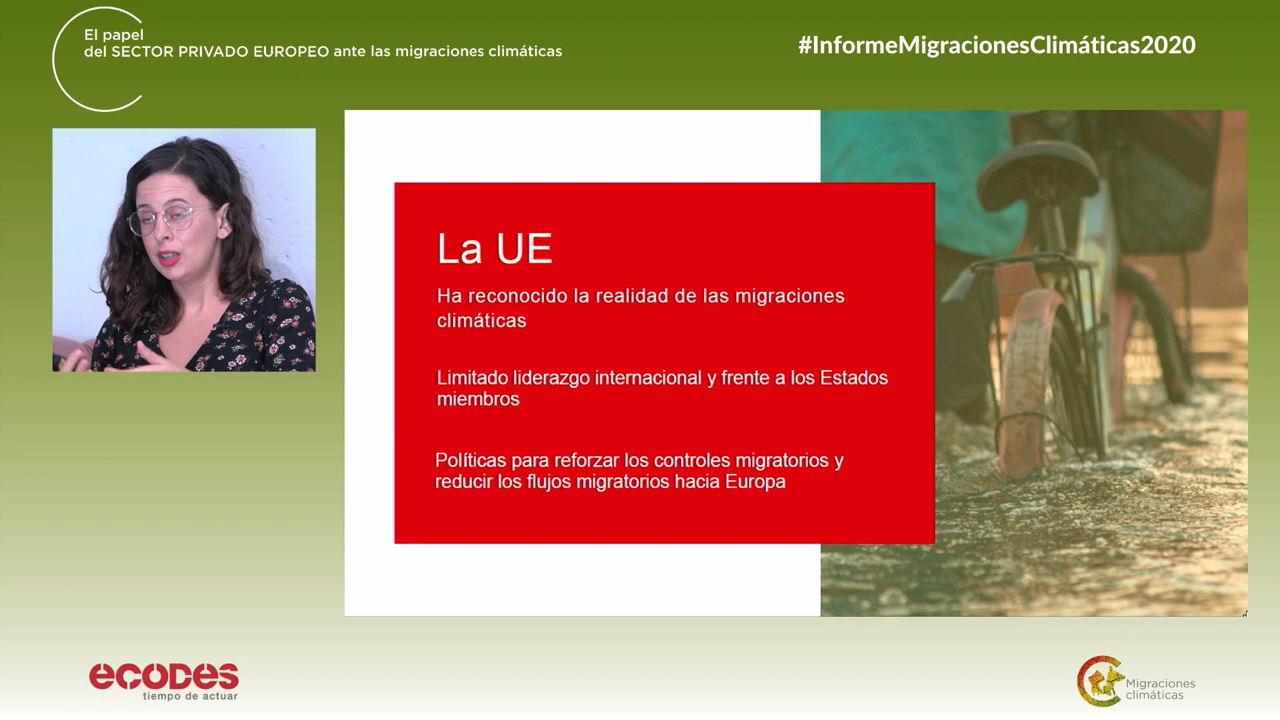 El papel
del SECTOR PRIVADO EUROPEO ante las migraciones climáticas
#InformeMigracionesClimáticas2020
La UE
Ha reconocido la realidad de las migraciones
climáticas
Limitado liderazgo internacional y frente a los Estados
miembros
Políticas para reforzar los controles migratorios y
reducir los flujos migratorios hacia Europa
ecodes
tiempo de actuar
Migraciones
climáticas